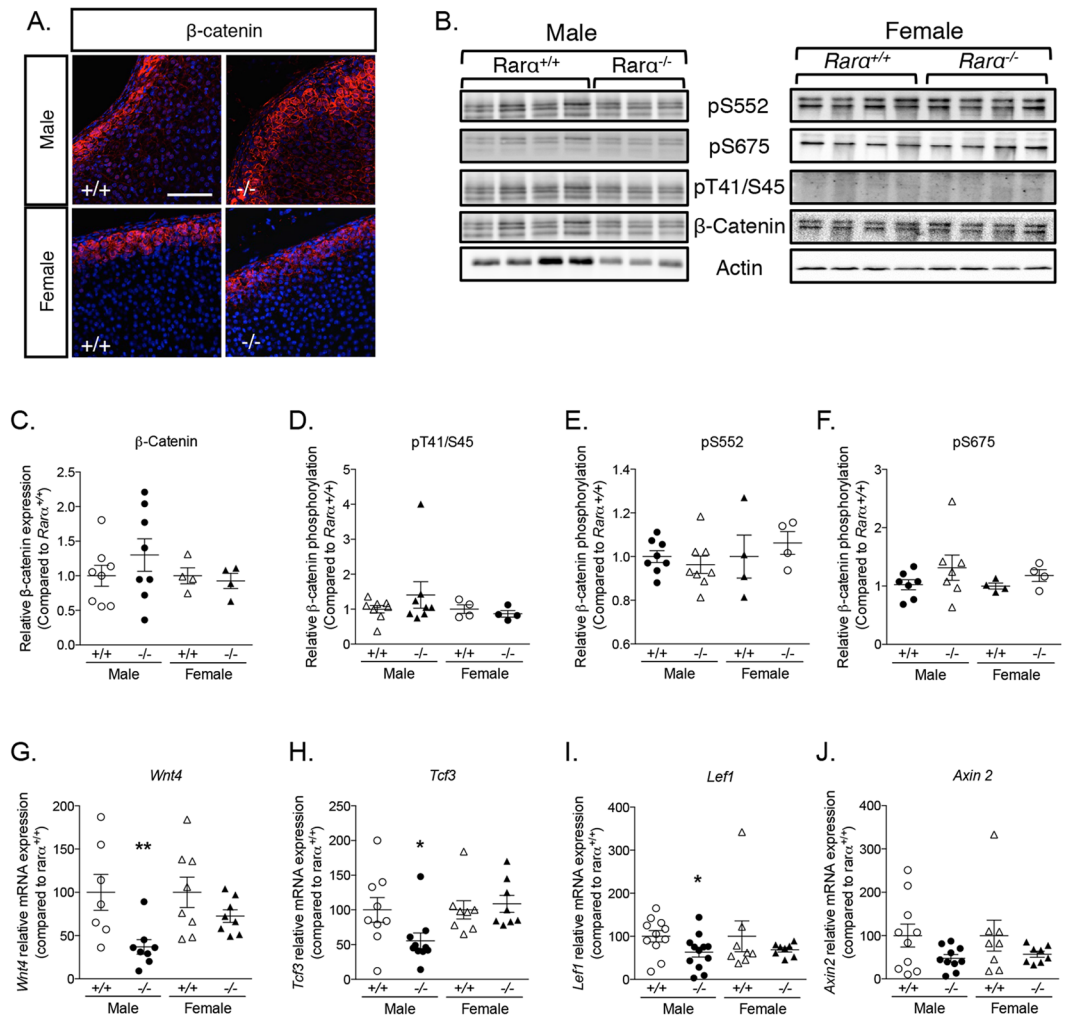 A.
β-catenin
Male
+/+
-/-
Female
+/+
-/-
B.
Male
Female
Rarα+/+
Rarα-/-
Rarα+/+
Rarα-/-
pS552
pS675
pT41/S45
β-Catenin
Actin
C.
β-Catenin
Relative β-catenin expression
(Compared to Rarα+/+)
2.5
2.0
1.5
1.0
0.5
0.0
+/+
-/-
+/+
-/-
Male
Female
D.
pT41/S45
Relative β-catenin phosphorylation
(Compared to Rarα+/+)
5
4
3
2
1
0
+/+
-/-
+/+
-/-
Male
Female
E.
pS552
Relative β-catenin phosphorylation
(Compared to Rarα+/+)
1.4
1.2
1.0
0.8
0.6
+/+
-/-
+/+
-/-
Male
Female
F.
pS675
Relative β-catenin phosphorylation
(Compared to Rarα+/+)
3
2
1
0
+/+
-/-
+/+
-/-
Male
Female
G.
Wnt4
Wnt4 relative mRNA expression
(compared to rarα+/+)
200
150
100
50
0
**
+/+
-/-
+/+
-/-
Male
Female
H.
Tcf3
Tcf3 relative mRNA expression
(compared to rarα+/+)
250
200
150
100
50
0
*
+/+
-/-
+/+
-/-
Male
Female
I.
Lef1
Lef1 relative mRNA expression
(compared to rarα+/+)
400
300
200
100
0
*
+/+
-/-
+/+
-/-
Male
Female
J.
Axin 2
Axin2 relative mRNA expression
(compared to rarα+/+)
400
300
200
100
0
+/+
-/-
+/+
-/-
Male
Female